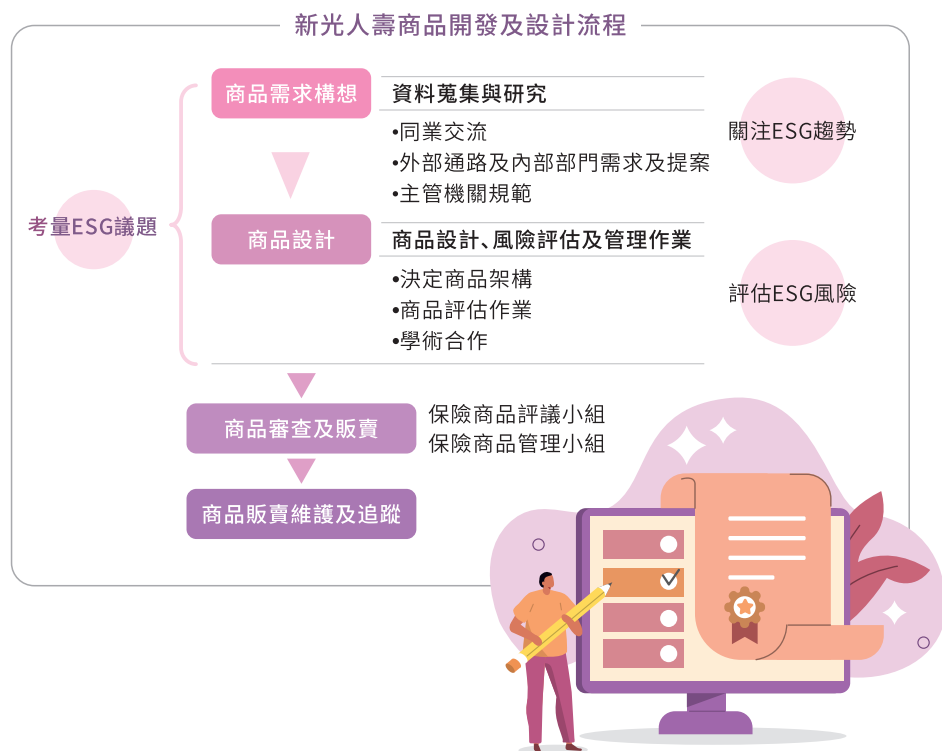 新光人壽商品開發及設計流程
考量ESG議題
商品需求構想
資料蒐集與研究
•同業交流
•外部通路及內部部門需求及提案
•主管機關規範
關注ESG趨勢
商品設計
商品設計、風險評估及管理作業
•決定商品架構
•商品評估作業
•學術合作
評估ESG風險
商品審查及販賣
保險商品評議小組
保險商品管理小組
商品販賣維護及追蹤